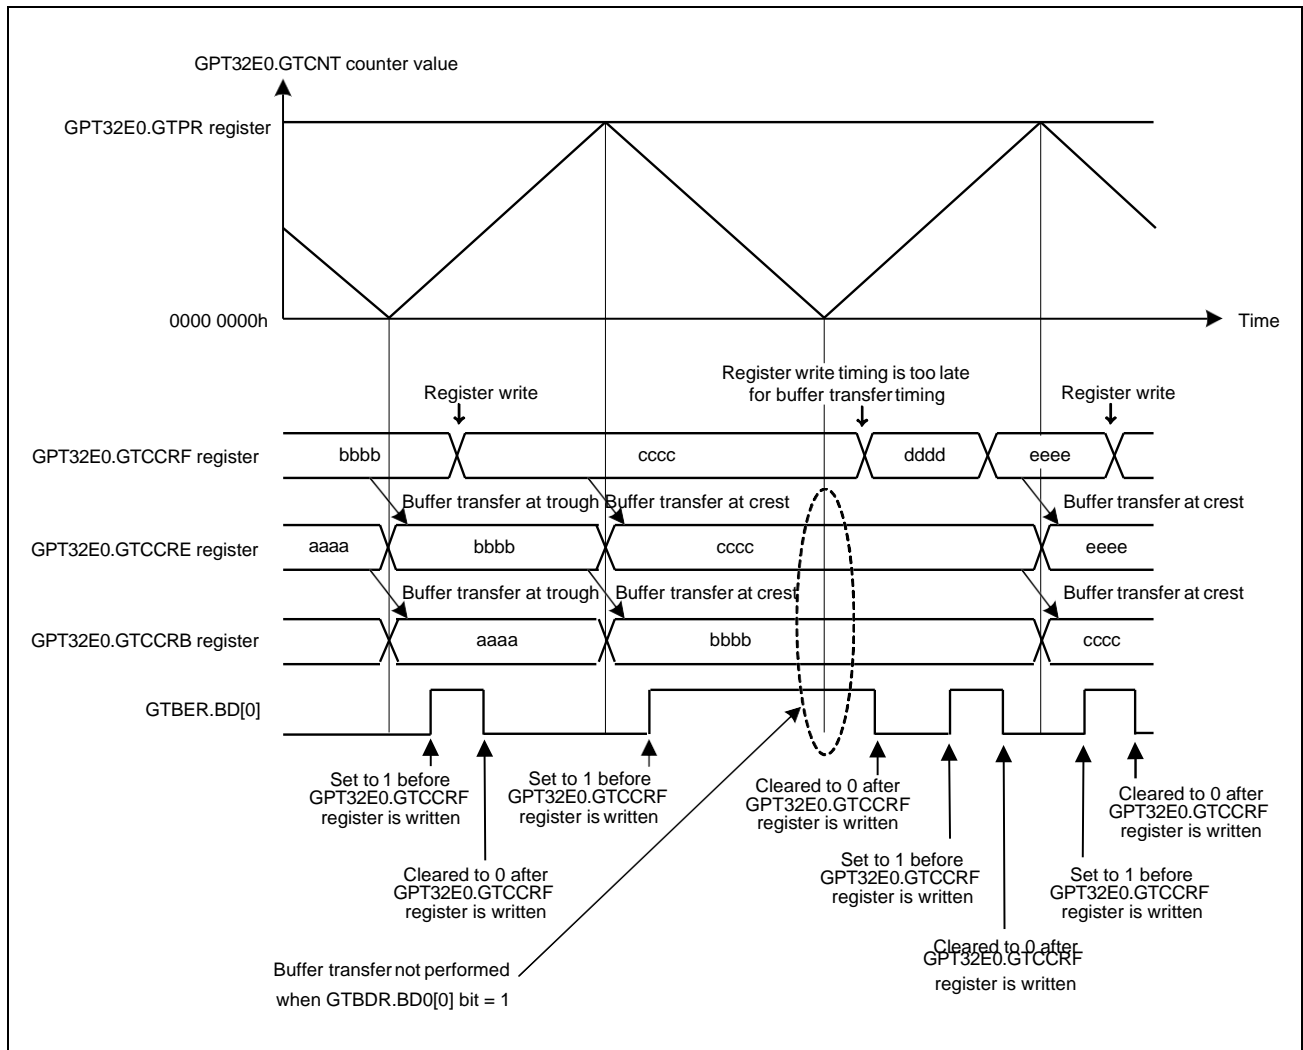 GPT32E0.GTCNT counter value
GPT32E0.GTPR register
0000 0000h
Time
Register write
Register write timing is too late
for buffer transfer timing
Register write
GPT32E0.GTCCRF register
bbbb
cccc
dddd
eeee
Buffer transfer at trough
Buffer transfer at crest
Buffer transfer at crest
GPT32E0.GTCCRE register
aaaa
bbbb
cccc
eeee
Buffer transfer at trough
Buffer transfer at crest
Buffer transfer at crest
GPT32E0.GTCCRB register
aaaa
bbbb
cccc
GTBER.BD[0]
Set to 1 before
GPT32E0.GTCCRF
register is written
Cleared to 0 after
GPT32E0.GTCCRF
register is written
Set to 1 before
GPT32E0.GTCCRF
register is written
Cleared to 0 after
GPT32E0.GTCCRF
register is written
Set to 1 before
GPT32E0.GTCCRF
register is written
Cleared to 0 after
GPT32E0.GTCCRF
register is written
Set to 1 before
GPT32E0.GTCCRF
register is written
Cleared to 0 after
GPT32E0.GTCCRF
register is written
Buffer transfer not performed
when GTBDR.BD0[0] bit = 1